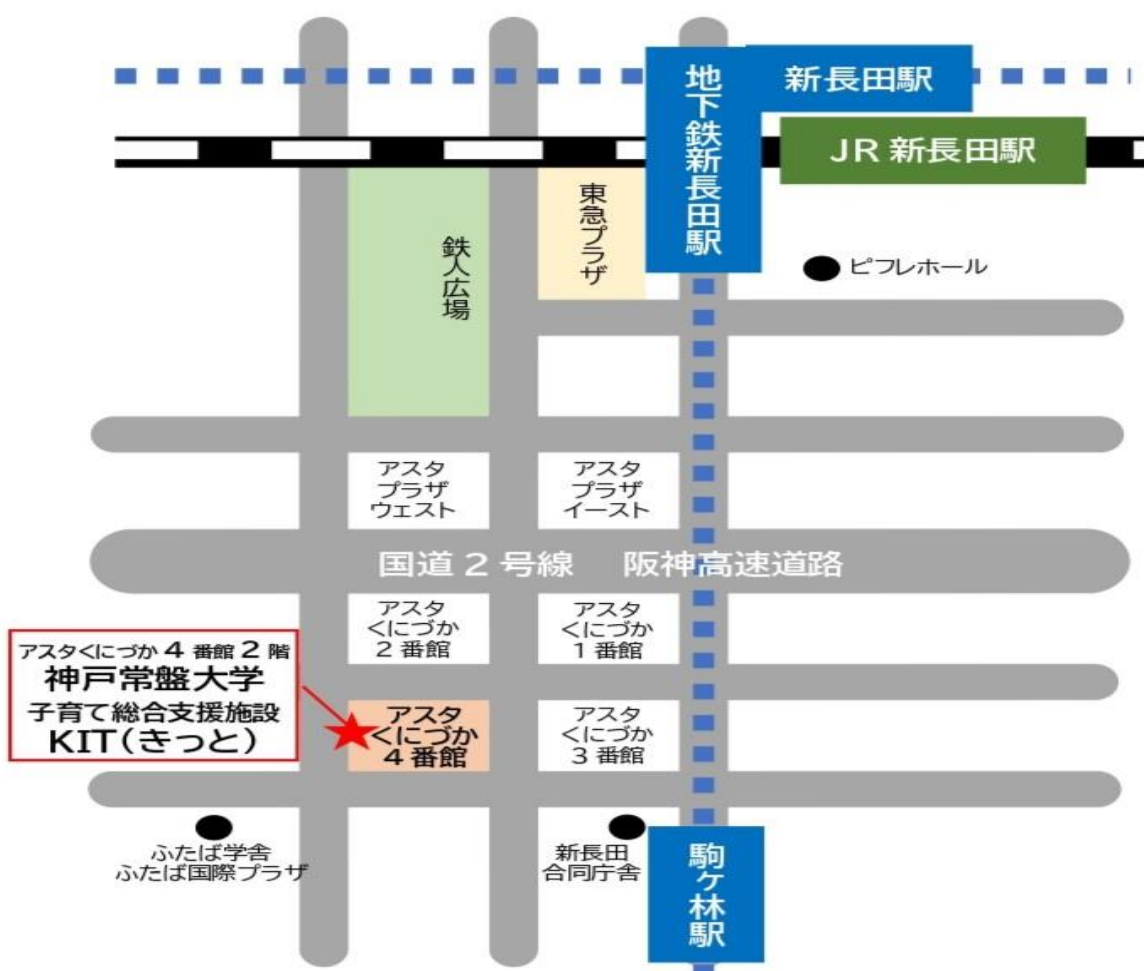 新長田駅
地下鉄新長田駅
JR 新長田駅
東急プラザ
鉄人広場
ピフレホール
アスタ
プラザ
ウェスト
アスタ
プラザ
イースト
国道 2 号線　阪神高速道路
アスタ
くにづか
2 番館
アスタ
くにづか
1 番館
アスタくにづか 4 番館 2 階
神戸常盤大学
子育て総合支援施設
KIT(きっと)
アスタ
くにづか
4 番館
アスタ
くにづか
3 番館
ふたば学舎
ふたば国際プラザ
新長田
合同庁舎
駒ヶ林駅